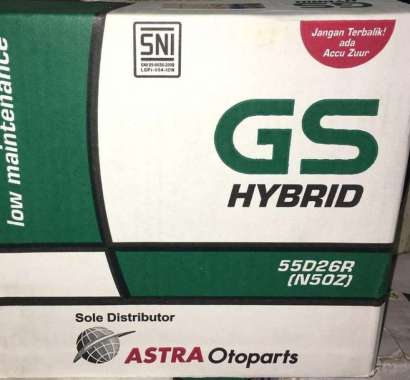 low maintenance
SNI
Jangan Terbalik!
ada
Accu Zuur
GS
HYBRID
55D26R
(N50Z)
Sole Distributor
ASTRA Otoparts